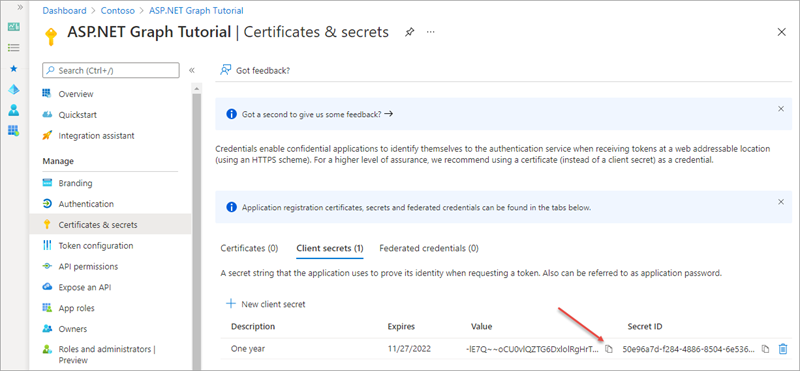 Dashboard > Contoso > ASP.NET Graph Tutorial
ASP.NET Graph Tutorial | Certificates & secrets
Search (Ctrl+/)
Overview
Quickstart
Integration assistant
Manage
Branding
Authentication
Certificates & secrets
Token configuration
API permissions
Expose an API
App roles
Owners
Roles and administrators |
Preview
Got feedback?
Got a second to give us some feedback? →
Credentials enable confidential applications to identify themselves to the authentication service when receiving tokens at a web addressable location
(using an HTTPS scheme). For a higher level of assurance, we recommend using a certificate (instead of a client secret) as a credential.
Application registration certificates, secrets and federated credentials can be found in the tabs below.
Certificates (0) Client secrets (1) Federated credentials (0)
A secret string that the application uses to prove its identity when requesting a token. Also can be referred to as application password.
New client secret
Description Expires Value Secret ID
One year 11/27/2022 -lE7Q~~oCU0vlQZTG6DxlolRgHrT... 50e96a7d-f284-4886-8504-6e536...